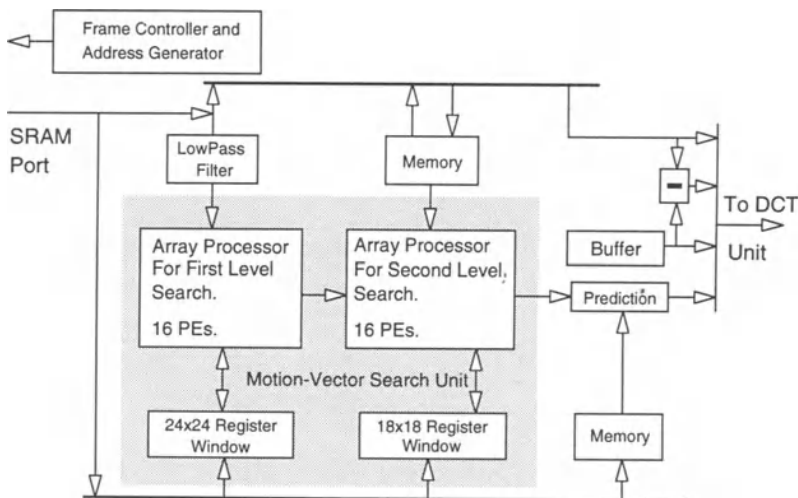 Frame Controller and
Address Generator
SRAM
Port
LowPass
Filter
Memory
To DCT
Unit
Buffer
Array Processor
For First Level
Search.
16 PEs.
Array Processor
For Second Level,
Search.
16 PEs.
Prediction
Motion-Vector Search Unit
24x24 Register
Window
18x18 Register
Window
Memory